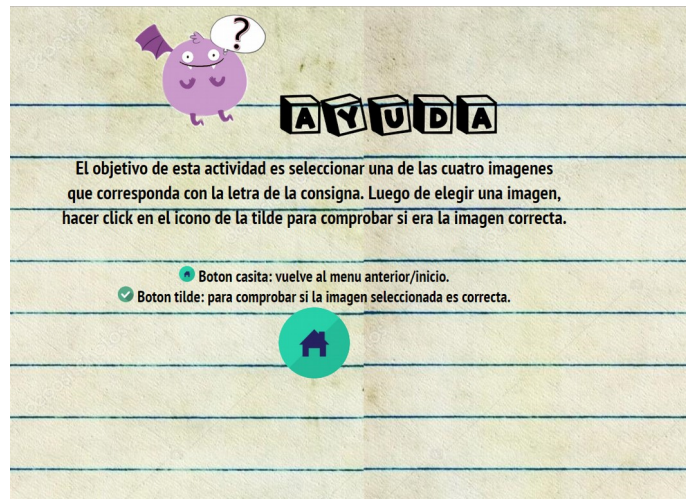 ?
AYUDA
El objetivo de esta actividad es seleccionar una de las cuatro imagenes
que corresponda con la letra de la consigna. Luego de elegir una imagen,
hacer click en el icono de la tilde para comprobar si era la imagen correcta.
Boton casita: vuelve al menu anterior/inicio.
Boton tilde: para comprobar si la imagen seleccionada es correcta.